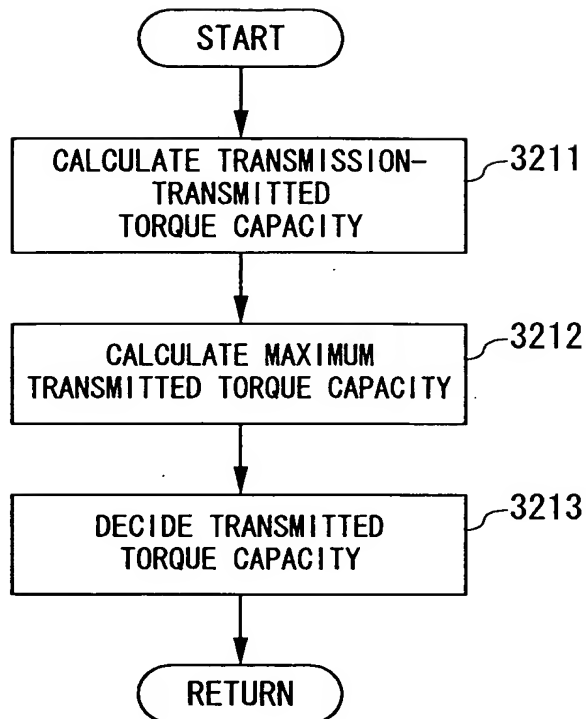 START
CALCULATE TRANSMISSION-
TRANSMITTED
TORQUE CAPACITY
3211
CALCULATE MAXIMUM
TRANSMITTED TORQUE CAPACITY
3212
DECIDE TRANSMITTED
TORQUE CAPACITY
3213
RETURN